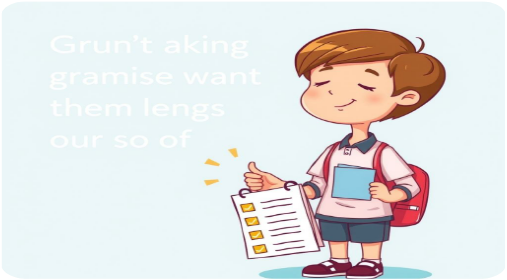 Grun't aking
gramise want
them lengs
our so of